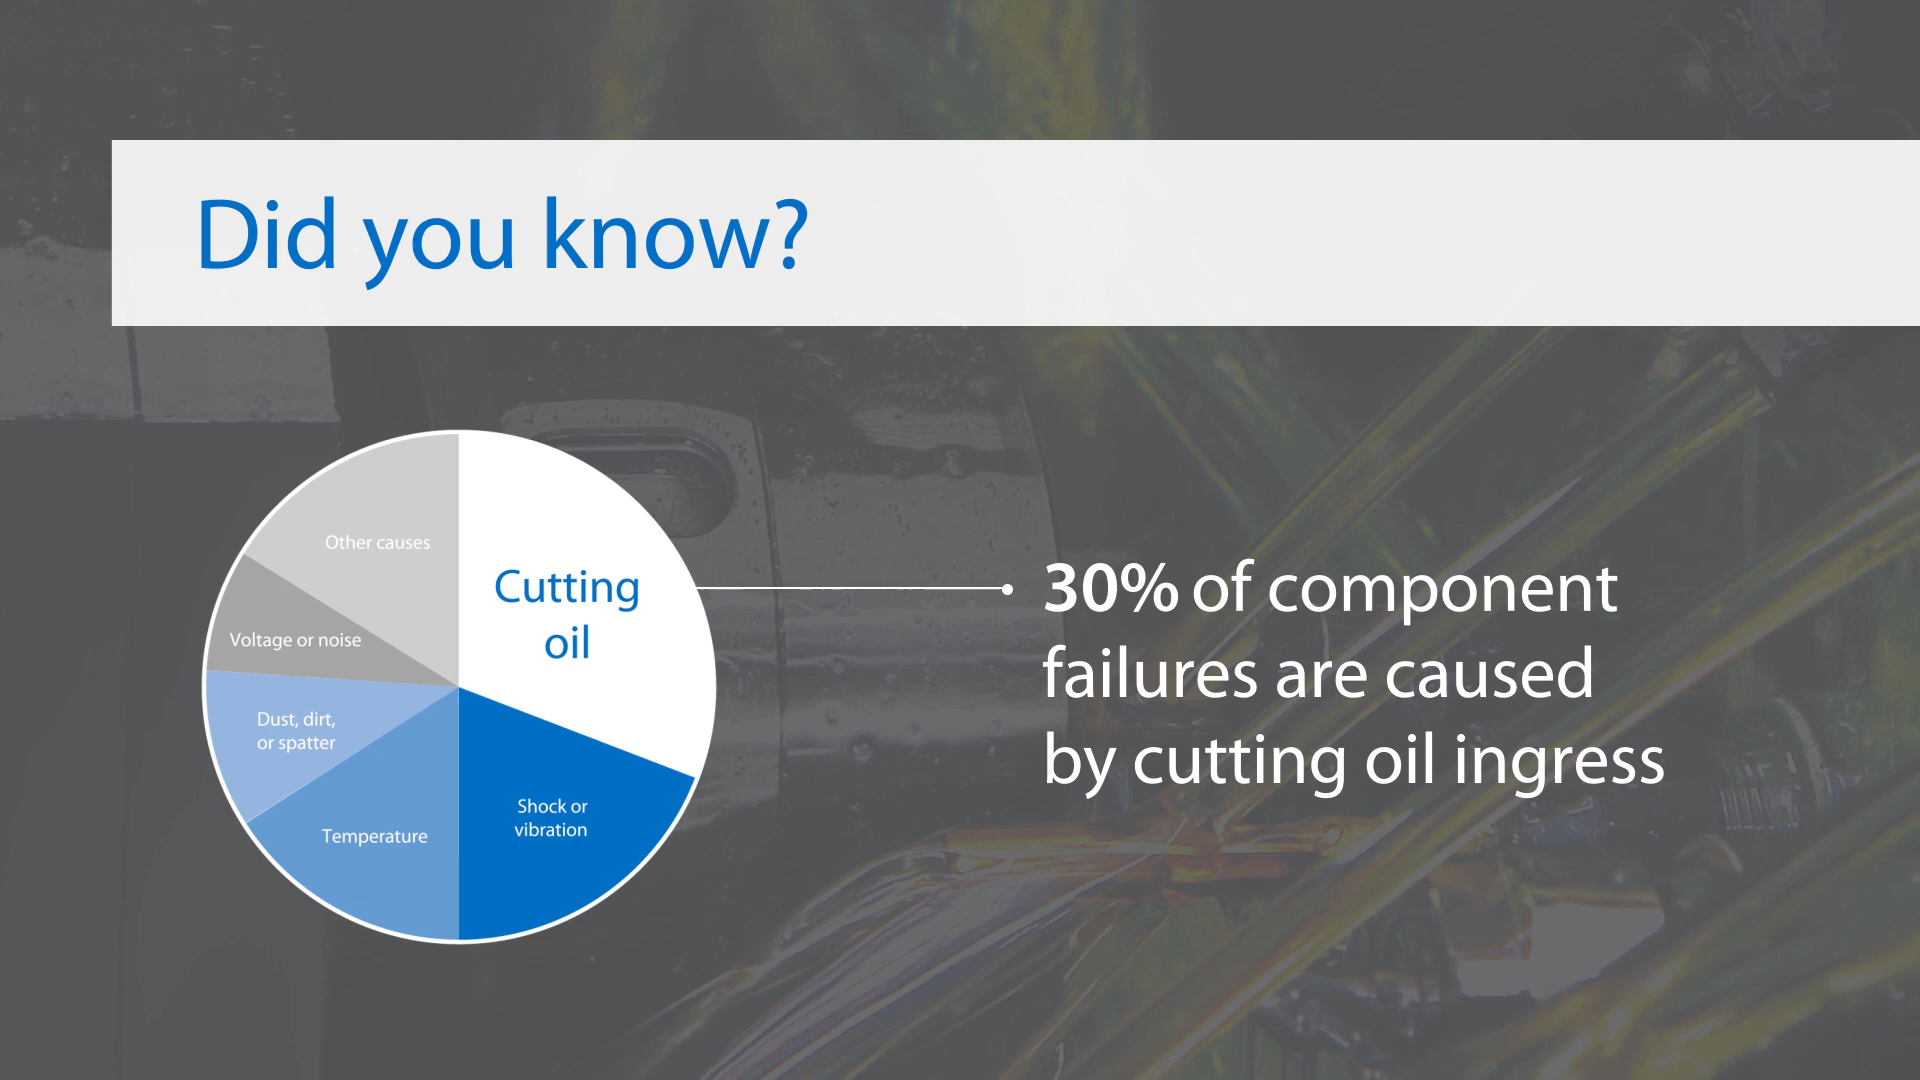 Did you know?
Other causes
Cutting
oil
Voltage or noise
Dust, dirt,
or spatter
Temperature
Shock or
vibration
30% of component
failures are caused
by cutting oil ingress